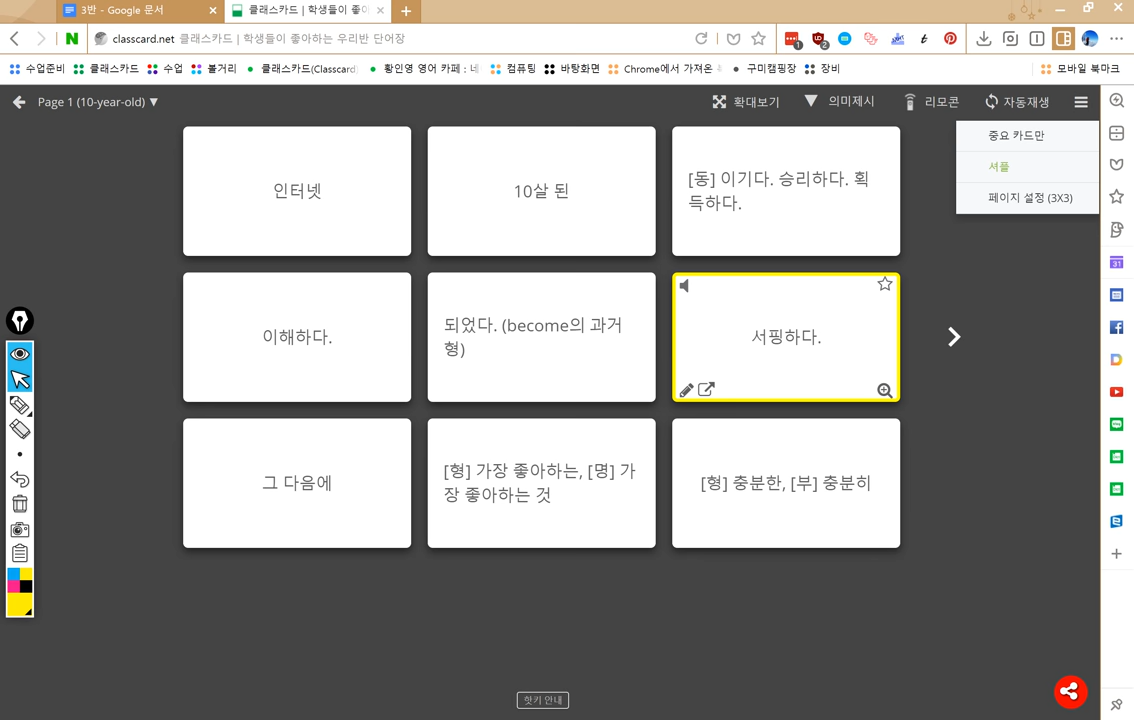 3반 - Google 문서
클래스카드 | 학생들이 좋아
classcard.net 클래스카드 | 학생들이 좋아하는 우리반 단어장
수업준비 클래스카드 수업 볼거리 클래스카드(Classcard 황인영 영어 카페 : 네 컴퓨팅 바탕화면 Chrome에서 가져온 구미캠핑장 장비 모바일 북마크
Page 1 (10-year-old) ▼ 확대보기 의미제시 리모콘 자동재생
중요 카드만
셔플
페이지 설정 (3X3)
인터넷
10살 된
[동] 이기다. 승리하다. 획
득하다.
이해하다.
되었다. (become의 과거
형)
서핑하다.
그 다음에
[형] 가장 좋아하는, [명] 가
장 좋아하는 것
[형] 충분한, [부] 충분히
핫키 안내